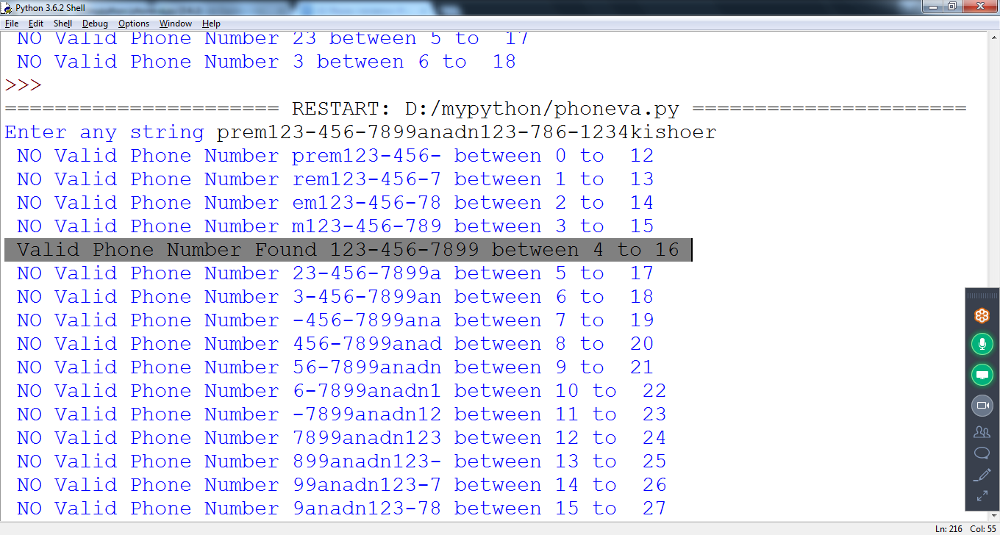 Python 3.6.2 Shell
File Edit Shell Debug Options Window Help
NO Valid Phone Number 23 between 5 to  17
NO Valid Phone Number 3 between 6 to  18
>>>
====================== RESTART: D:/mypython/phoneva.py ======================
Enter any string prem123-456-7899anadn123-786-1234kishoer
NO Valid Phone Number prem123-456- between 0 to  12
NO Valid Phone Number rem123-456-7 between 1 to  13
NO Valid Phone Number em123-456-78 between 2 to  14
NO Valid Phone Number m123-456-789 between 3 to  15
Valid Phone Number Found 123-456-7899 between 4 to 16
NO Valid Phone Number 23-456-7899a between 5 to  17
NO Valid Phone Number 3-456-7899an between 6 to  18
NO Valid Phone Number -456-7899ana between 7 to  19
NO Valid Phone Number 456-7899anad between 8 to  20
NO Valid Phone Number 56-7899anadn between 9 to  21
NO Valid Phone Number 6-7899anadn1 between 10 to  22
NO Valid Phone Number -7899anadn12 between 11 to  23
NO Valid Phone Number 7899anadn123 between 12 to  24
NO Valid Phone Number 899anadn123- between 13 to  25
NO Valid Phone Number 99anadn123-7 between 14 to  26
NO Valid Phone Number 9anadn123-78 between 15 to  27
Ln: 216 Col: 55